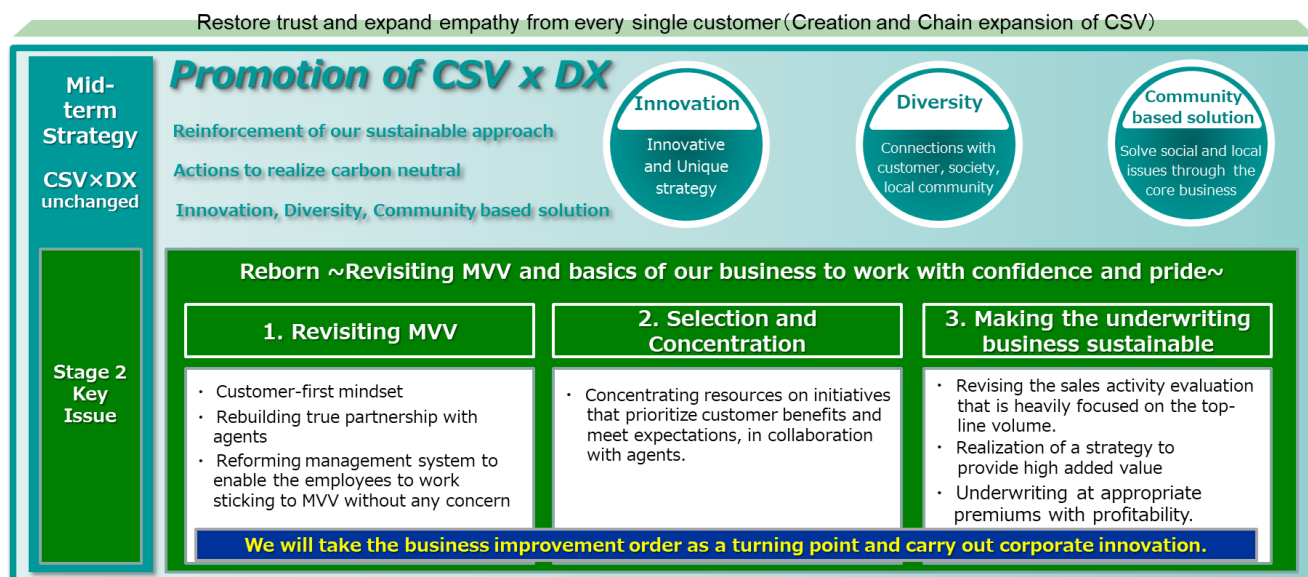 Restore trust and expand empathy from every single customer(Creation and Chain expansion of CSV)
Mid-
term
Strategy
CSV×DX
unchanged
Promotion of CSV x DX
Reinforcement of our sustainable approach
Actions to realize carbon neutral
Innovation, Diversity, Community based solution
Innovation
Innovative
and Unique
strategy
Diversity
Connections with
customer, society,
local community
Community
based solution
Solve social and local
issues through the
core business
Stage 2
Key
Issue
Reborn ~Revisiting MVV and basics of our business to work with confidence and pride~
1. Revisiting MVV
・ Customer-first mindset
・ Rebuilding true partnership with
agents
・ Reforming management system to
enable the employees to work
sticking to MVV without any concern
2. Selection and
Concentration
・ Concentrating resources on initiatives
that prioritize customer benefits and
meet expectations, in collaboration
with agents.
3. Making the underwriting
business sustainable
・ Revising the sales activity evaluation
that is heavily focused on the top-
line volume.
・ Realization of a strategy to
provide high added value
・ Underwriting at appropriate
premiums with profitability.
We will take the business improvement order as a turning point and carry out corporate innovation.